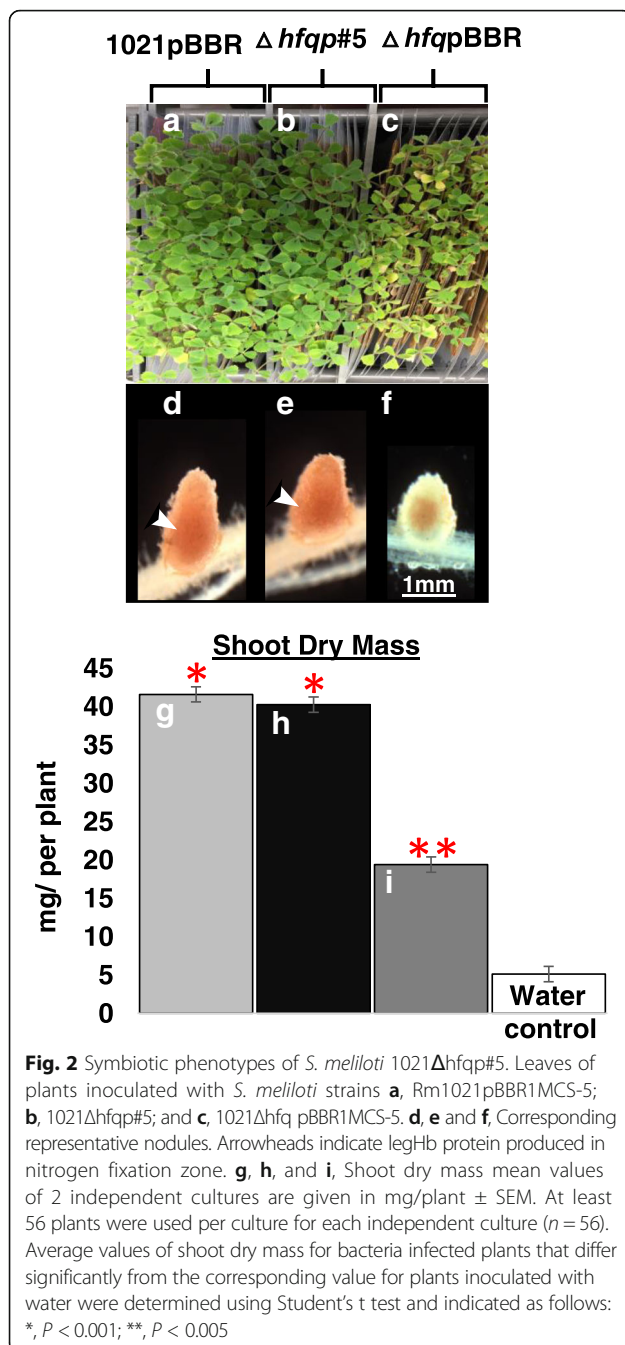 1021pBBR Δ hfqp#5 Δ hfqpBBR
a b c
d e f
1mm
Shoot Dry Mass
45
40
35
30
25
20
15
10
5
0
mg/ per plant
* * **
g h i
Water
control
Fig. 2 Symbiotic phenotypes of S. meliloti 1021Δhfqp#5. Leaves of
plants inoculated with S. meliloti strains a, Rm1021pBBR1MCS-5;
b, 1021Δhfqp#5; and c, 1021Δhfq pBBR1MCS-5. d, e and f, Corresponding
representative nodules. Arrowheads indicate legHb protein produced in
nitrogen fixation zone. g, h, and i, Shoot dry mass mean values
of 2 independent cultures are given in mg/plant ± SEM. At least
56 plants were used per culture for each independent culture (n = 56).
Average values of shoot dry mass for bacteria infected plants that differ
significantly from the corresponding value for plants inoculated with
water were determined using Student's t test and indicated as follows:
*, P < 0.001; **, P < 0.005